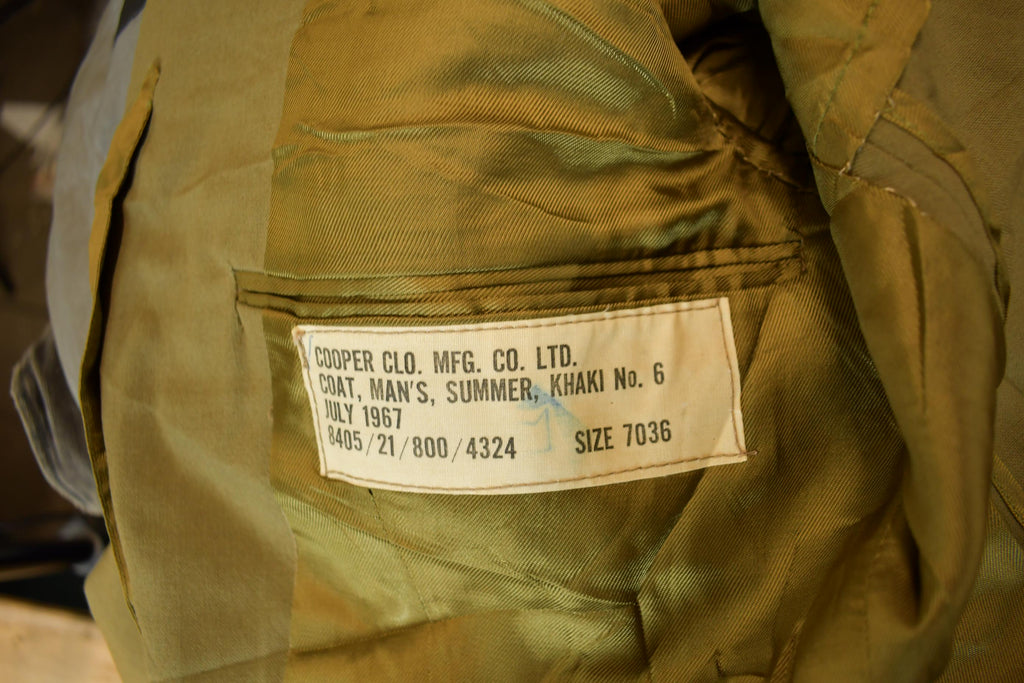 COOPER CLO. MFG. CO. LTD.
COAT, MAN'S, SUMMER, KHAKI No. 6
JULY 1967
8405/21/800/4324 SIZE 7036